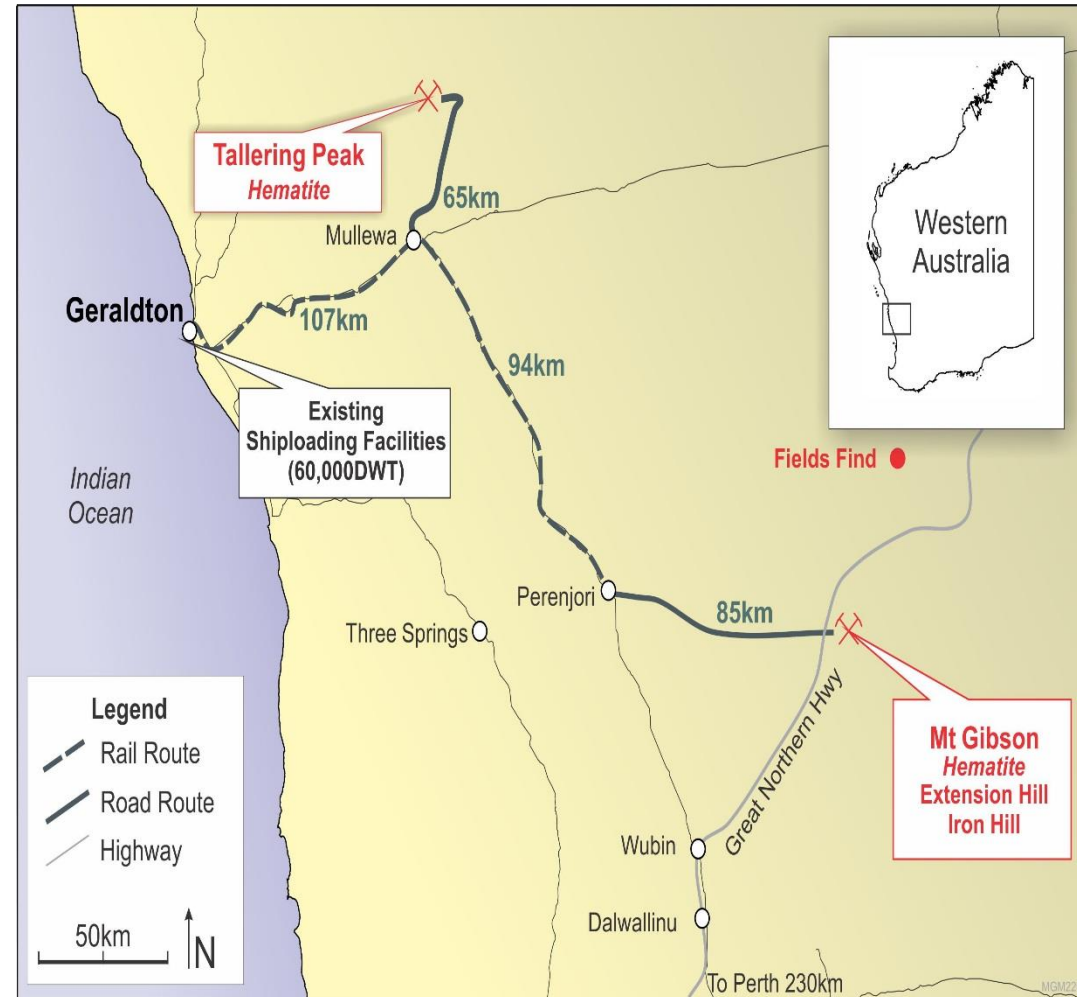 Tallering Peak
Hematite
65km
Mullewa
Western
Australia
Geraldton
107km
94km
Existing
Shiploading Facilities
(60,000DWT)
Fields Find
Indian
Ocean
Perenjori
85km
Three Springs
Great Northern Hwy
Mt Gibson
Hematite
Extension Hill
Iron Hill
Legend
Rail Route
Road Route
Highway
50km
N
Wubin
Dalwallinu
To Perth 230km
MGM22